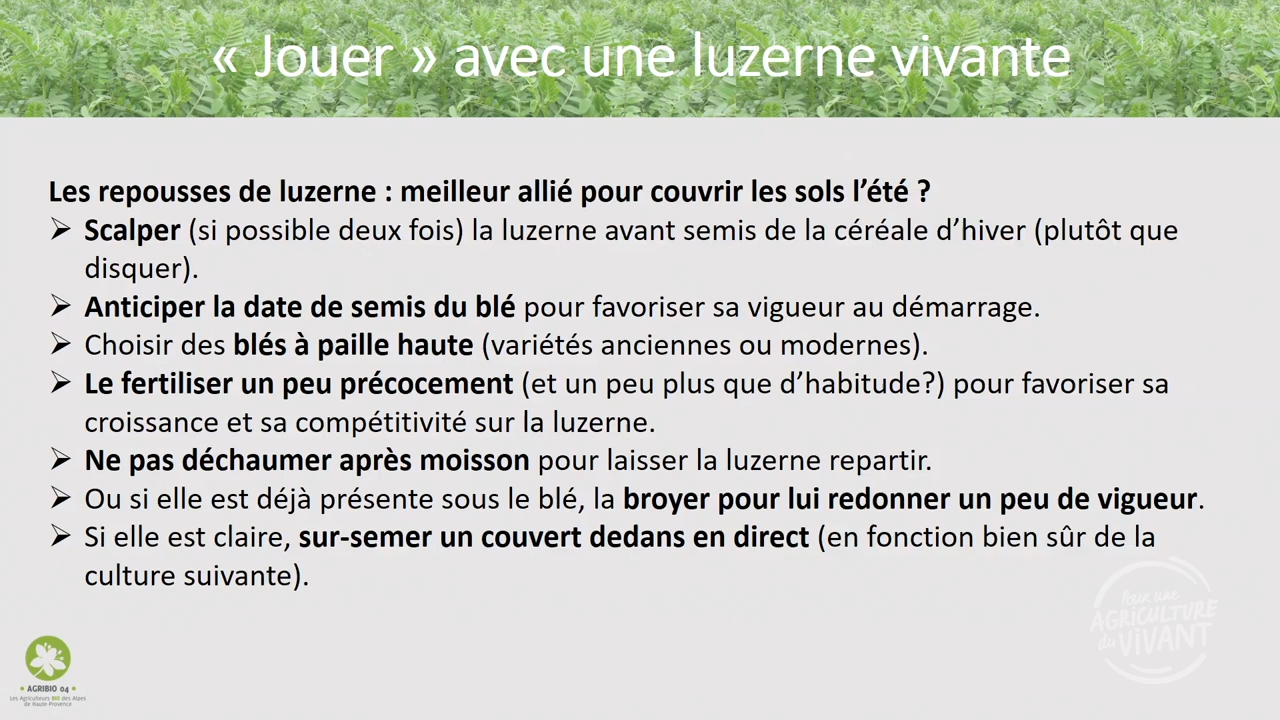 « Jouer » avec une luzerne vivante
Les repousses de luzerne : meilleur allié pour couvrir les sols l'été ?
➢ Scalper (si possible deux fois) la luzerne avant semis de la céréale d'hiver (plutôt que
disquer).
➢ Anticiper la date de semis du blé pour favoriser sa vigueur au démarrage.
➢ Choisir des blés à paille haute (variétés anciennes ou modernes).
➢ Le fertiliser un peu précocement (et un peu plus que d'habitude?) pour favoriser sa
croissance et sa compétitivité sur la luzerne.
➢ Ne pas déchaumer après moisson pour laisser la luzerne repartir.
➢ Ou si elle est déjà présente sous le blé, la broyer pour lui redonner un peu de vigueur.
➢ Si elle est claire, sur-semer un couvert dedans en direct (en fonction bien sûr de la
culture suivante).
Pour une
AGRICULTURE
du VIVANT
• AGRIBIO 04 •
Les Agriculteurs BIO des Alpes
de Haute-Provence